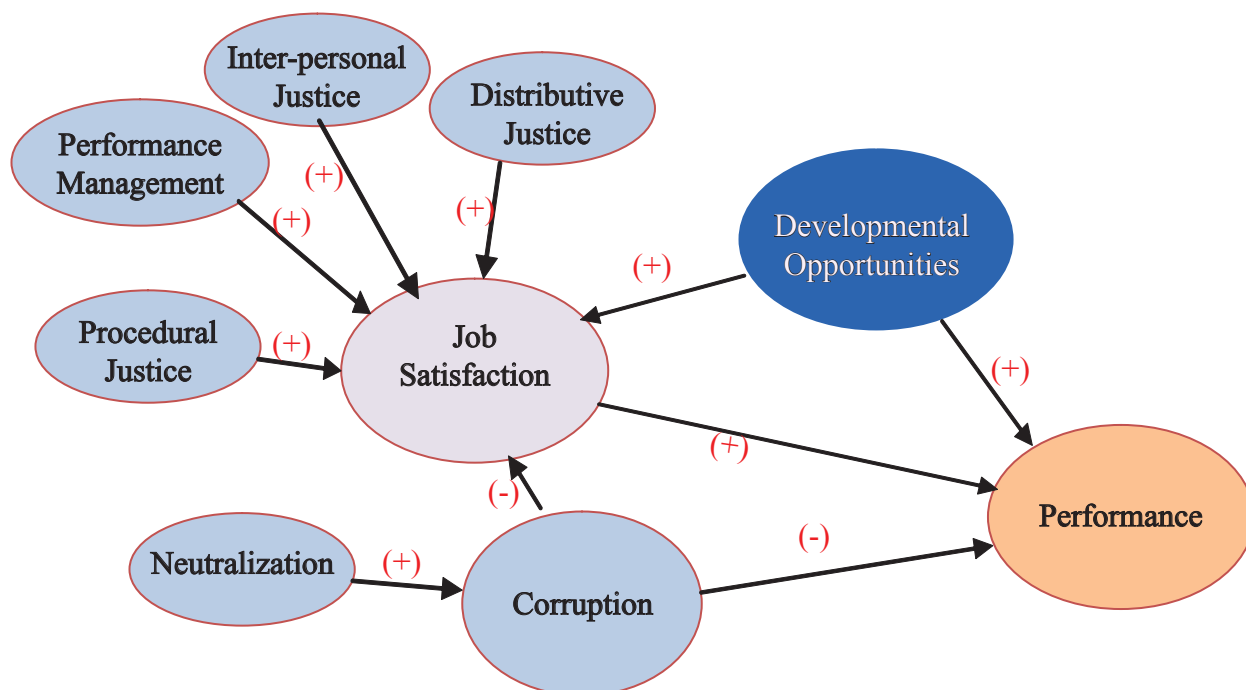 Inter-personal
Justice
Distributive
Justice
Performance
Management
(+)
(+)
(+)
Developmental
Opportunities
(+)
Procedural
Justice
(+)
Job
Satisfaction
(+)
(+)
(-)
Neutralization
(+)
Corruption
(-)
Performance